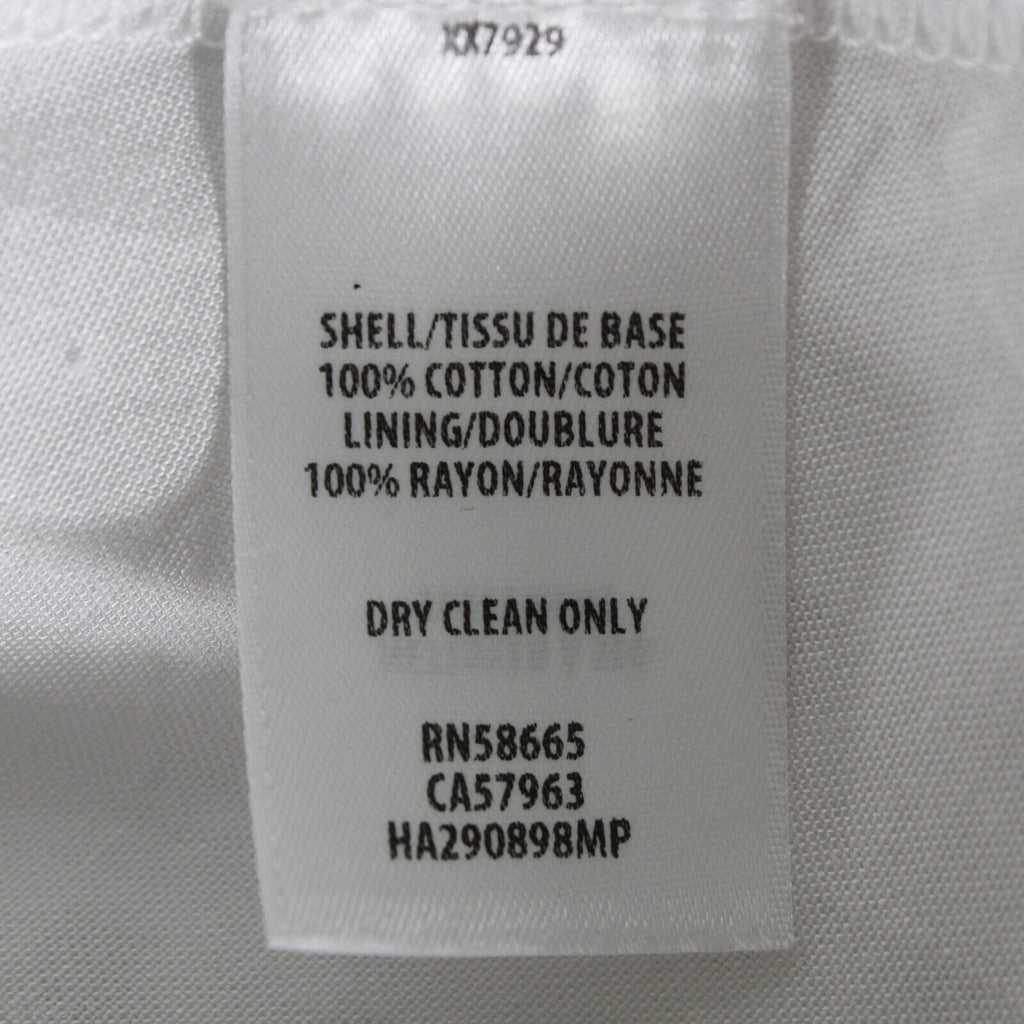 XX7929
SHELL/TISSU DE BASE
100% COTTON/COTON
LINING/DOUBLURE
100% RAYON/RAYONNE
DRY CLEAN ONLY
RN58665
CA57963
HA290898MP